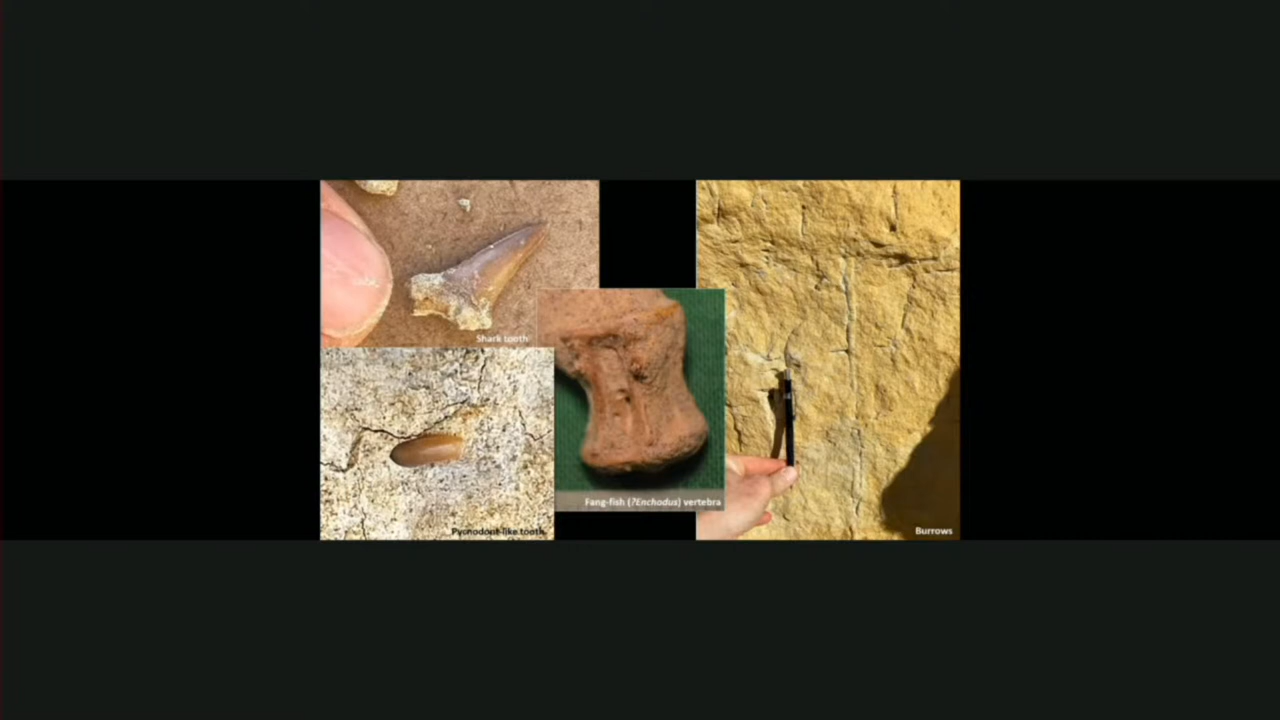 Shark tooth
Fang-fish (?Enchodus) vertebra
Pycnodont-like tooth
Burrows